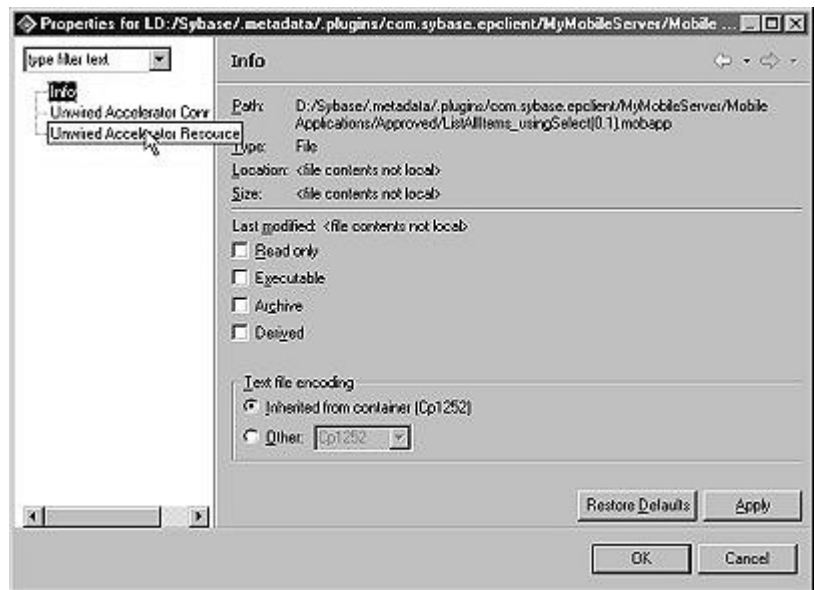 Properties for LD:/Sybase/.metadata/.plugins/com.sybase.epclient/MyMobileServer/Mobile ...
type filter text
Info
Unwired Accelerator Conr
Unwired Accelerator Resource
Info
Path: D:/Sybase/.metadata/.plugins/com.sybase.epclient/MyMobileServer/Mobile
Applications/Approved/ListAllItems_usingSelect(0.1).mobapp
Type: File
Location: <file contents not local>
Size: <file contents not local>
Last modified: <file contents not local>
Read only
Executable
Archive
Derived
Text file encoding
Inherited from container (Cp1252)
Other: Cp1252
Restore Defaults
Apply
OK
Cancel